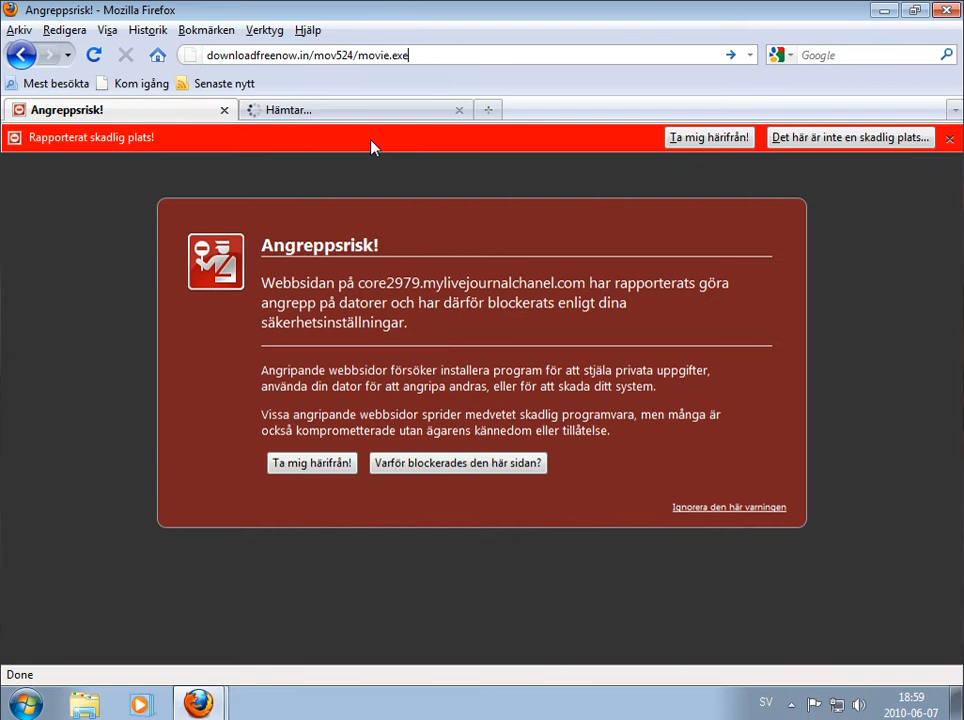 Angreppsrisk! - Mozilla Firefox
Arkiv Redigera Visa Historik Bokmärken Verktyg Hjälp
downloadfreenow.in/mov524/movie.exe
Google
Mest besökta Kom igång Senaste nytt
Angreppsrisk! Hämtar...
Rapporterat skadlig plats! Ta mig härifrån! Det här är inte en skadlig plats...
Angreppsrisk!
Webbsidan på core2979.mylivejournalchanel.com har rapporterats göra
angrepp på datorer och har därför blockerats enligt dina
säkerhetsinställningar.
Angripande webbsidor försöker installera program för att stjäla privata uppgifter,
använda din dator för att angripa andras, eller för att skada ditt system.
Vissa angripande webbsidor sprider medvetet skadlig programvara, men många är
också komprometterade utan ägarens kännedom eller tillåtelse.
Ta mig härifrån! Varför blockerades den här sidan?
Ignorera den här varningen
Done
SV
18:59
2010-06-07